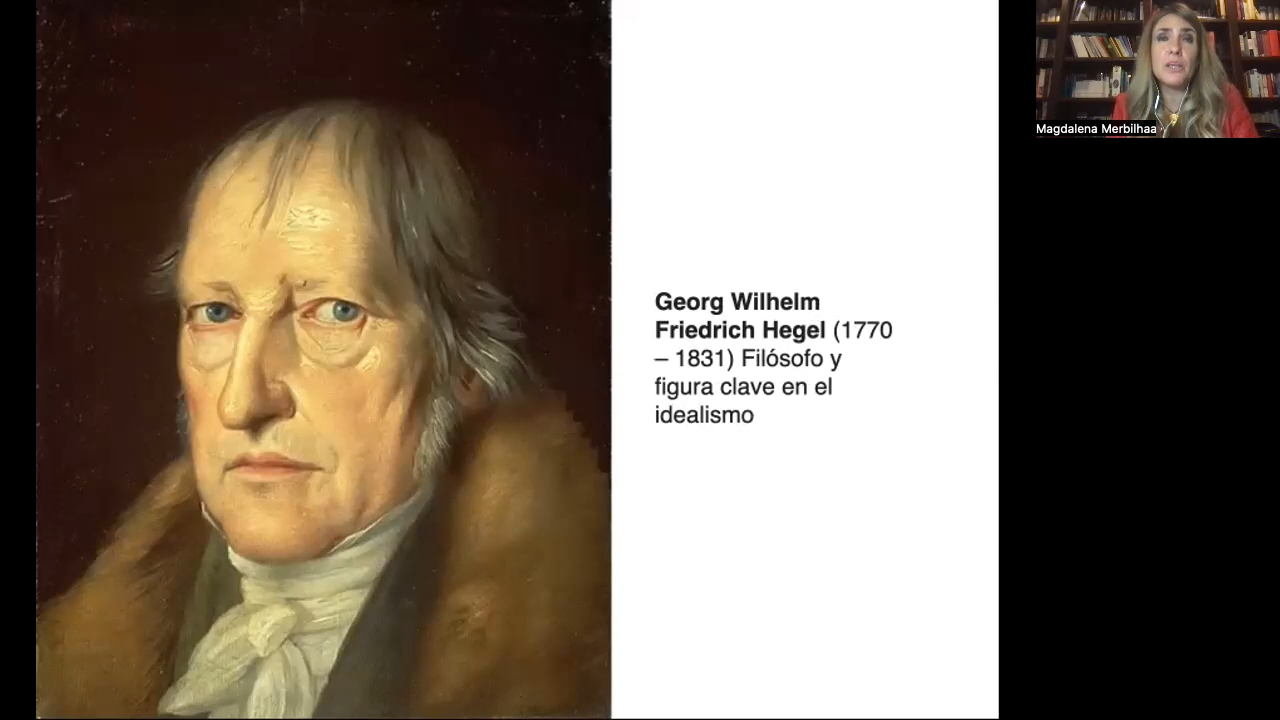 Georg Wilhelm
Friedrich Hegel (1770
– 1831) Filósofo y
figura clave en el
idealismo
Magdalena Merbilhaa